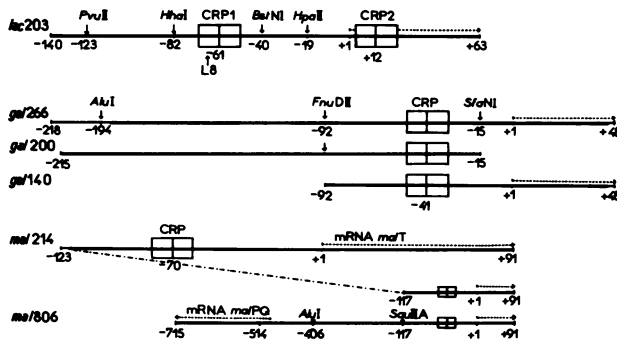 PvuII HhaI CRP1 BstNI HpaII CRP2
lac203
-140 -123 -82 -61 -40 -19 +1 +12 +63
L8
AluI FnuDII CRP SfaNI
gal266
-218 -194 -92 -15 +1 +45
gal200
-215 -15
gal140
-92 -41 +1 +45
CRP mRNA malT
mal214
-123 -70 +1 +91
-117 +1 +91
mRNA malPQ AluI Sau3A
mal806
-715 -514 -406 -117 +1 +91